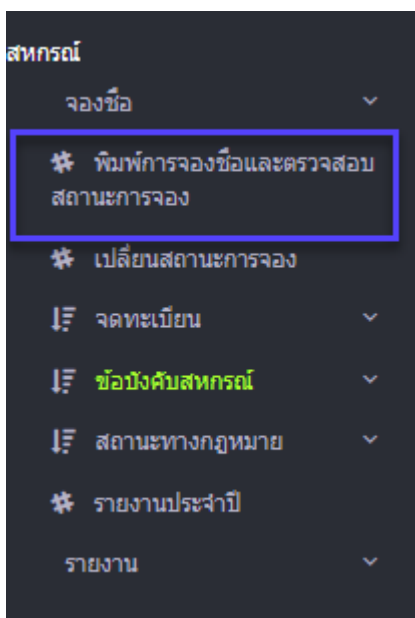 สหกรณ์
จองชื่อ
พิมพ์การจองชื่อและตรวจสอบ
สถานะการจอง
เปลี่ยนสถานะการจอง
จดทะเบียน
ข้อบังคับสหกรณ์
สถานะทางกฎหมาย
รายงานประจำปี
รายงาน